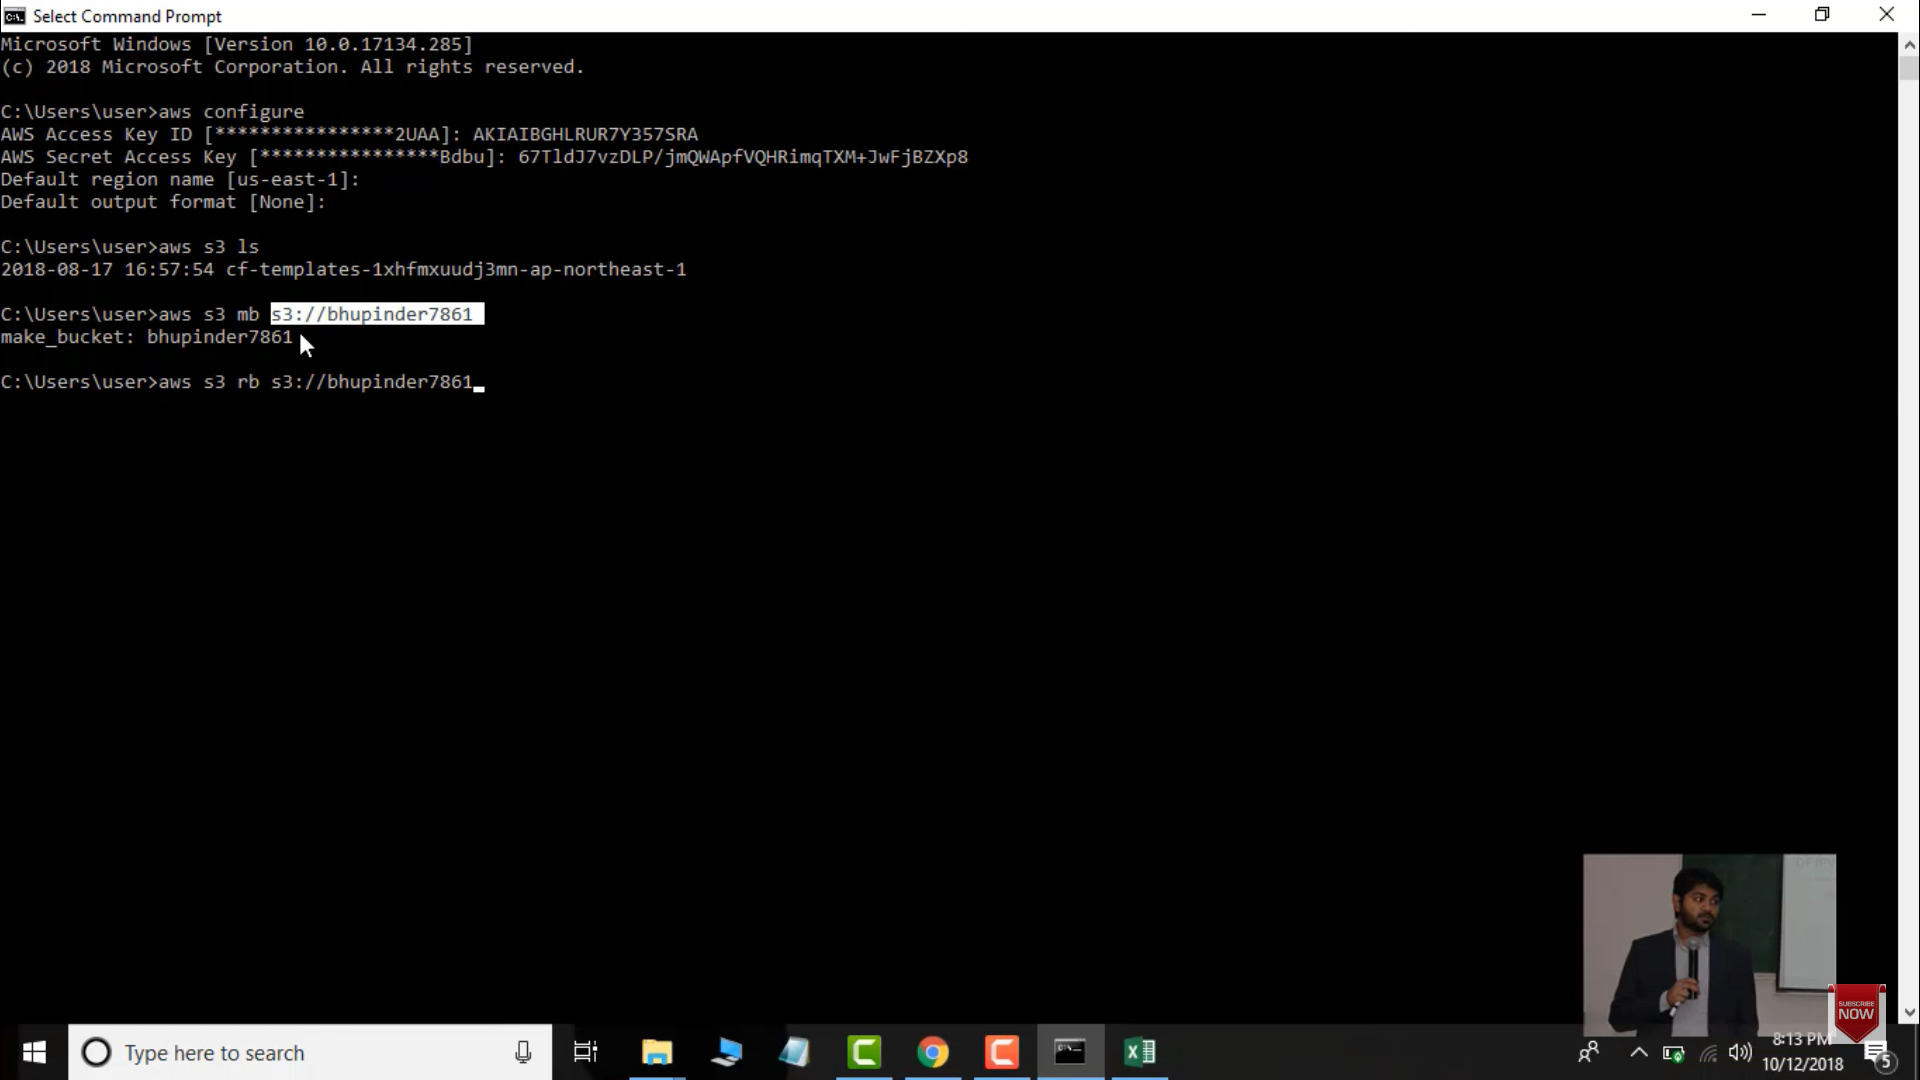 Select Command Prompt
Microsoft Windows [Version 10.0.17134.285]
(c) 2018 Microsoft Corporation. All rights reserved.
C:\Users\user>aws configure
AWS Access Key ID [****************2UAA]: AKIAIBGHLRUR7Y357SRA
AWS Secret Access Key [****************Bdbu]: 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
Default region name [us-east-1]:
Default output format [None]:
C:\Users\user>aws s3 ls
2018-08-17 16:57:54 cf-templates-1xhfmxuudj3mn-ap-northeast-1
C:\Users\user>aws s3 mb s3://bhupinder7861
make_bucket: bhupinder7861
C:\Users\user>aws s3 rb s3://bhupinder7861
SUBSCRIBE
NOW
Type here to search
8:13 PM
10/12/2018
5